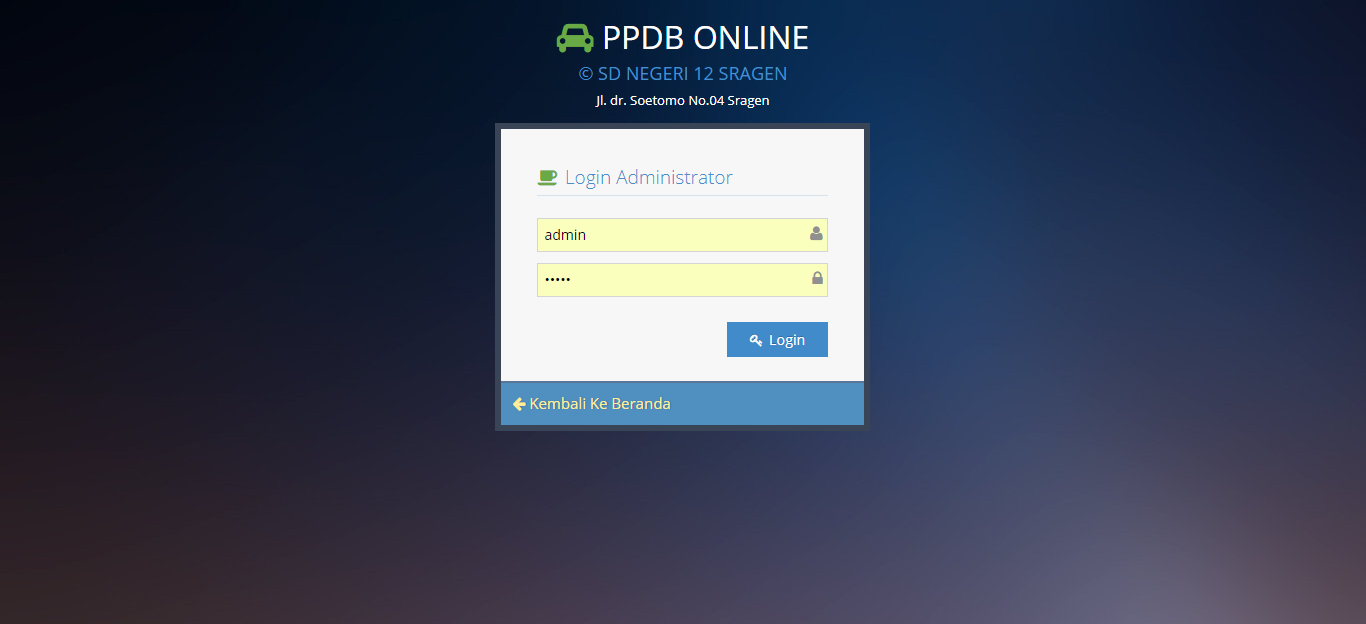 PPDB ONLINE
© SD NEGERI 12 SRAGEN
Jl. dr. Soetomo No.04 Sragen
Login Administrator
admin
•••••
Login
Kembali Ke Beranda